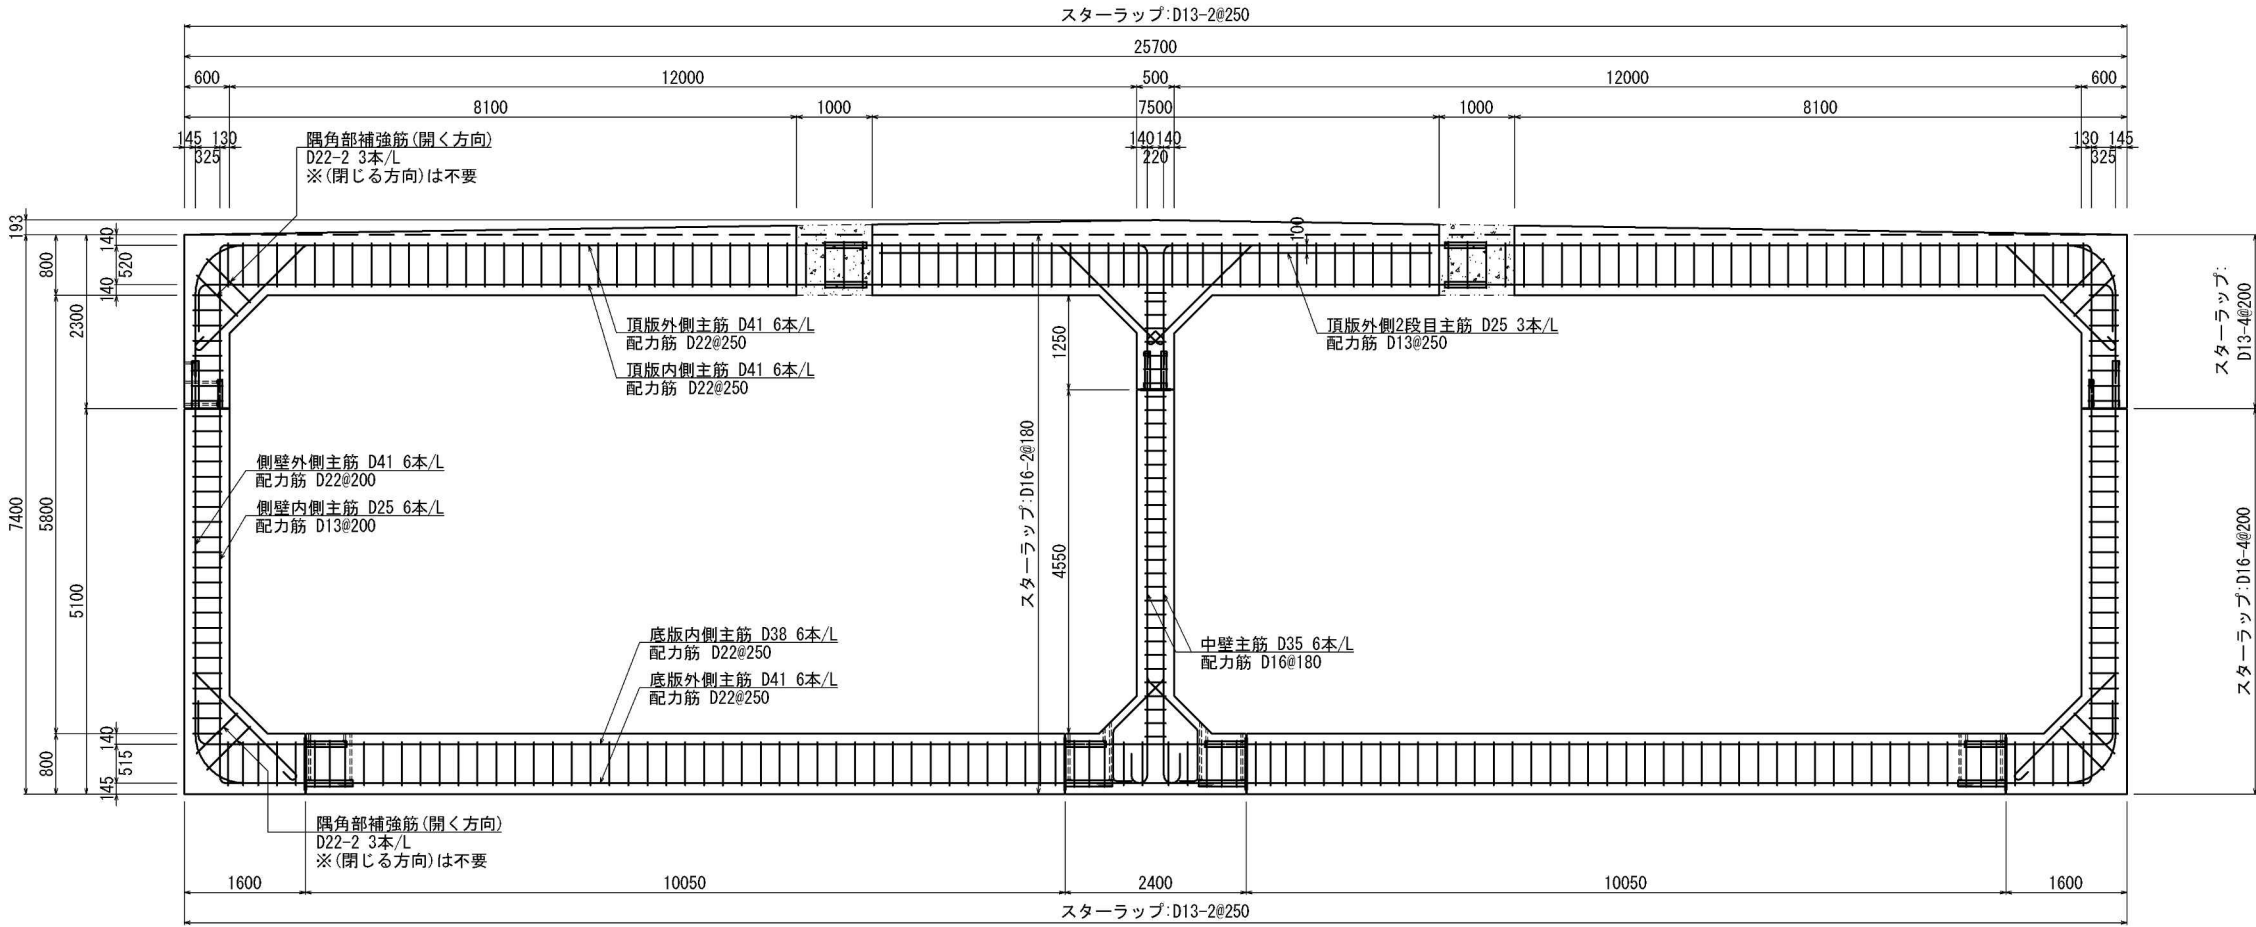 スターラップ:D13-2@250
25700
600
12000
500
12000
600
8100
1000
7500
1000
8100
145
130
325
140
140
220
130
145
325
隅角部補強筋(開く方向)
D22-2 3本/L
※(閉じる方向)は不要
193
140
800
520
140
100
2300
頂版外側主筋 D41 6本/L
配力筋 D22@250
頂版内側主筋 D41 6本/L
配力筋 D22@250
1250
頂版外側2段目主筋 D25 3本/L
配力筋 D13@250
スターラップ:
D13-4@200
側壁外側主筋 D41 6本/L
配力筋 D22@200
側壁内側主筋 D25 6本/L
配力筋 D13@200
7400
5800
5100
スターラップ:D16-2@180
4550
スターラップ:D16-4@200
底版内側主筋 D38 6本/L
配力筋 D22@250
底版外側主筋 D41 6本/L
配力筋 D22@250
中壁主筋 D35 6本/L
配力筋 D16@180
140
800
515
145
隅角部補強筋(開く方向)
D22-2 3本/L
※(閉じる方向)は不要
1600
10050
2400
10050
1600
スターラップ:D13-2@250